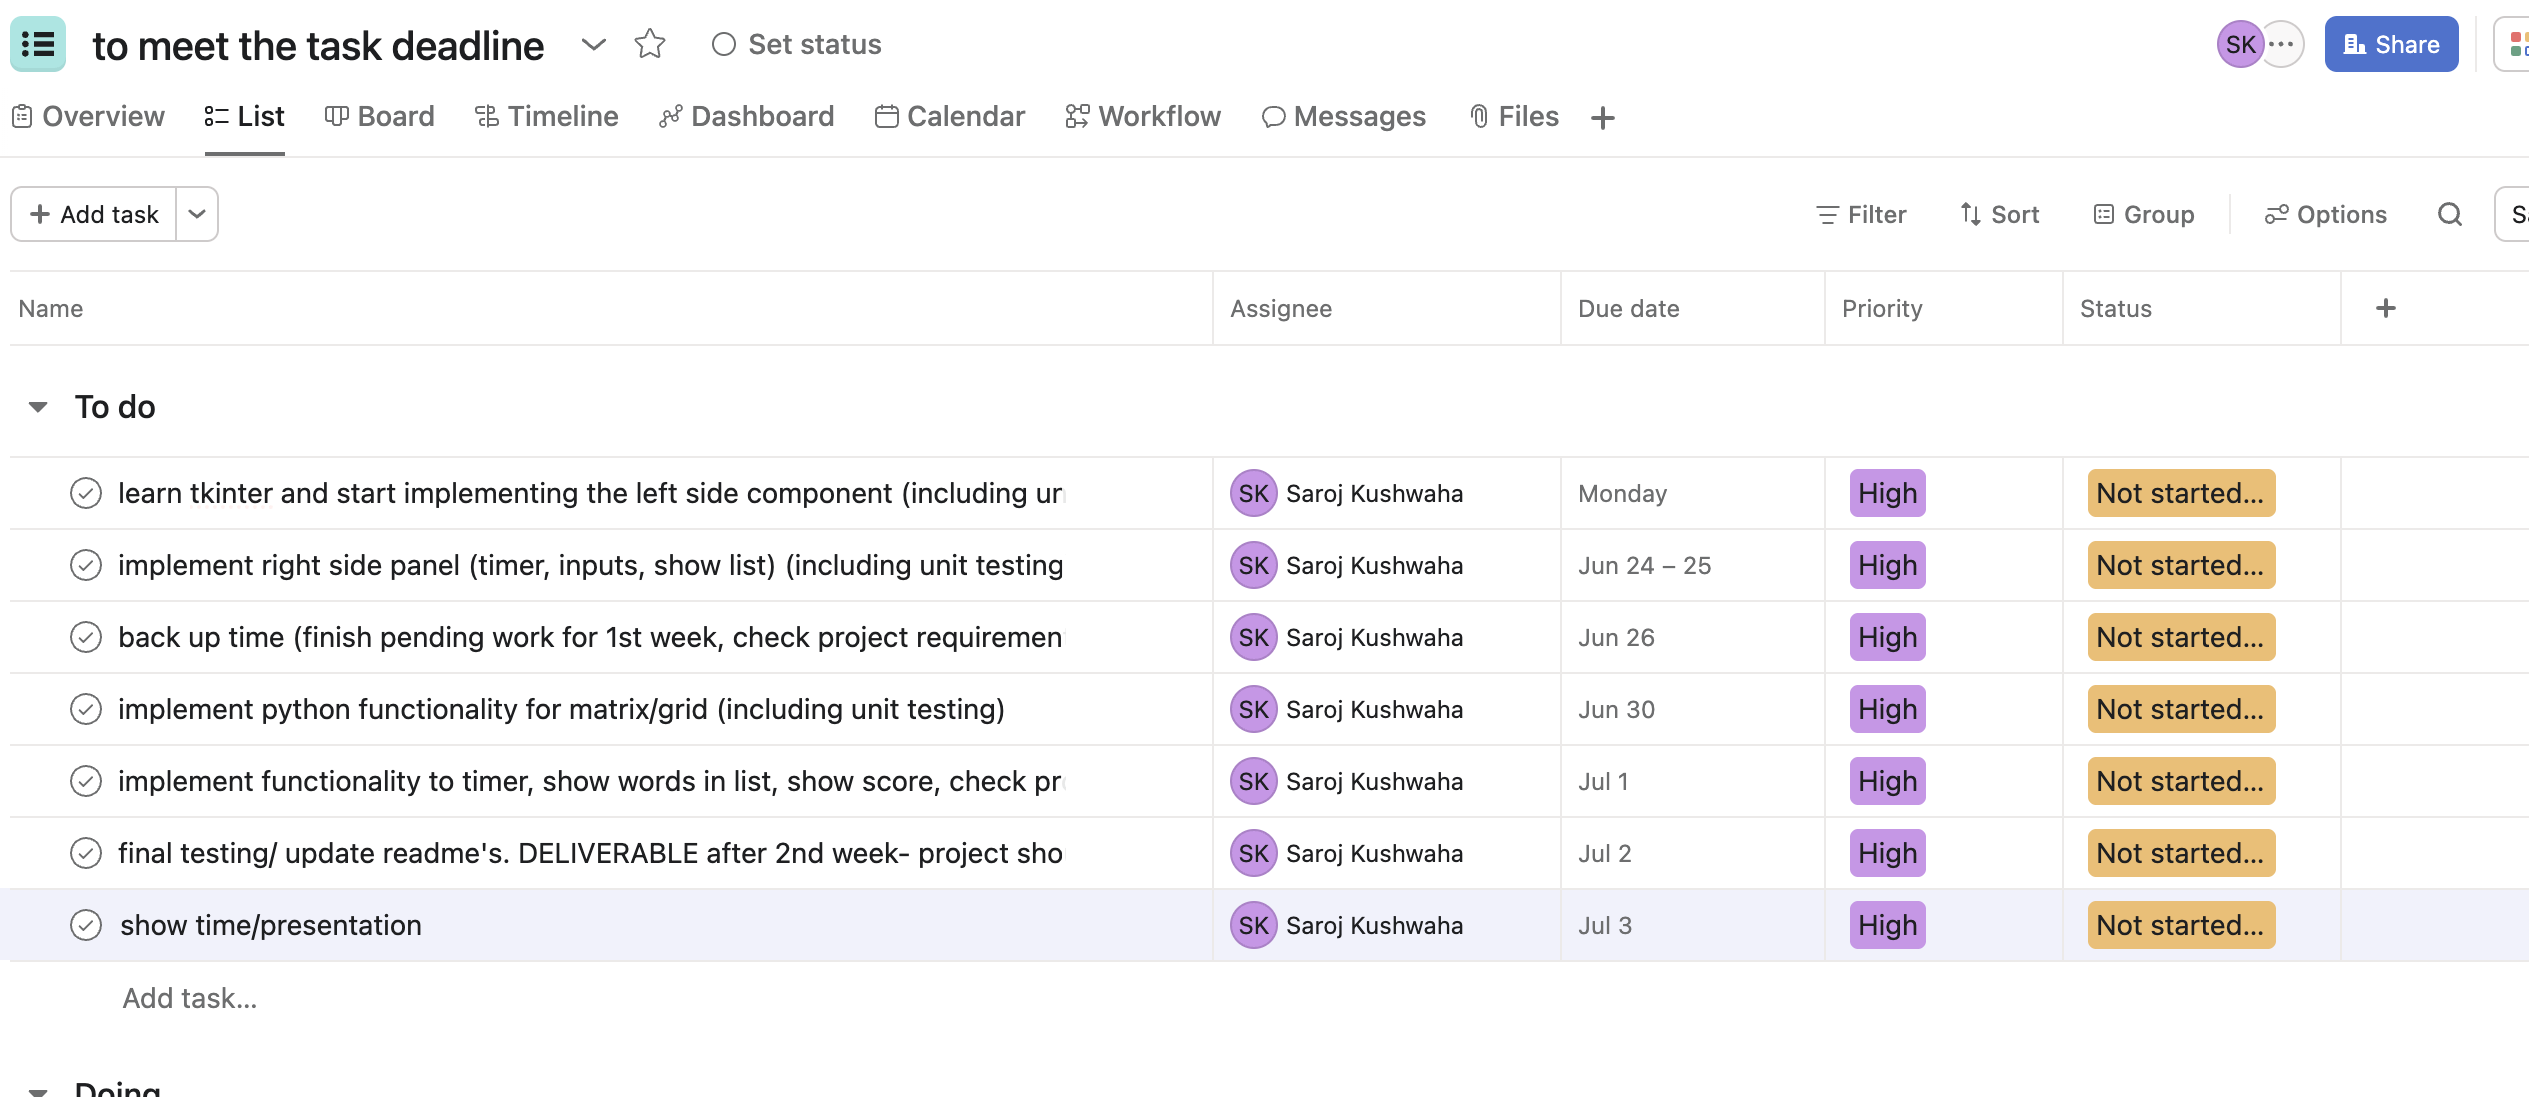 to meet the task deadline Set status SK ... Share
Overview List Board Timeline Dashboard Calendar Workflow Messages Files +
+ Add task Filter Sort Group Options
Name Assignee Due date Priority Status +
To do
learn tkinter and start implementing the left side component (including SK Saroj Kushwaha Monday High Not started...
implement right side panel (timer, inputs, show list) (including unit testing SK Saroj Kushwaha Jun 24 – 25 High Not started...
back up time (finish pending work for 1st week, check project requiremen SK Saroj Kushwaha Jun 26 High Not started...
implement python functionality for matrix/grid (including unit testing) SK Saroj Kushwaha Jun 30 High Not started...
implement functionality to timer, show words in list, show score, check pr SK Saroj Kushwaha Jul 1 High Not started...
final testing/ update readme's. DELIVERABLE after 2nd week- project sho SK Saroj Kushwaha Jul 2 High Not started...
show time/presentation SK Saroj Kushwaha Jul 3 High Not started...
Add task...
Doing